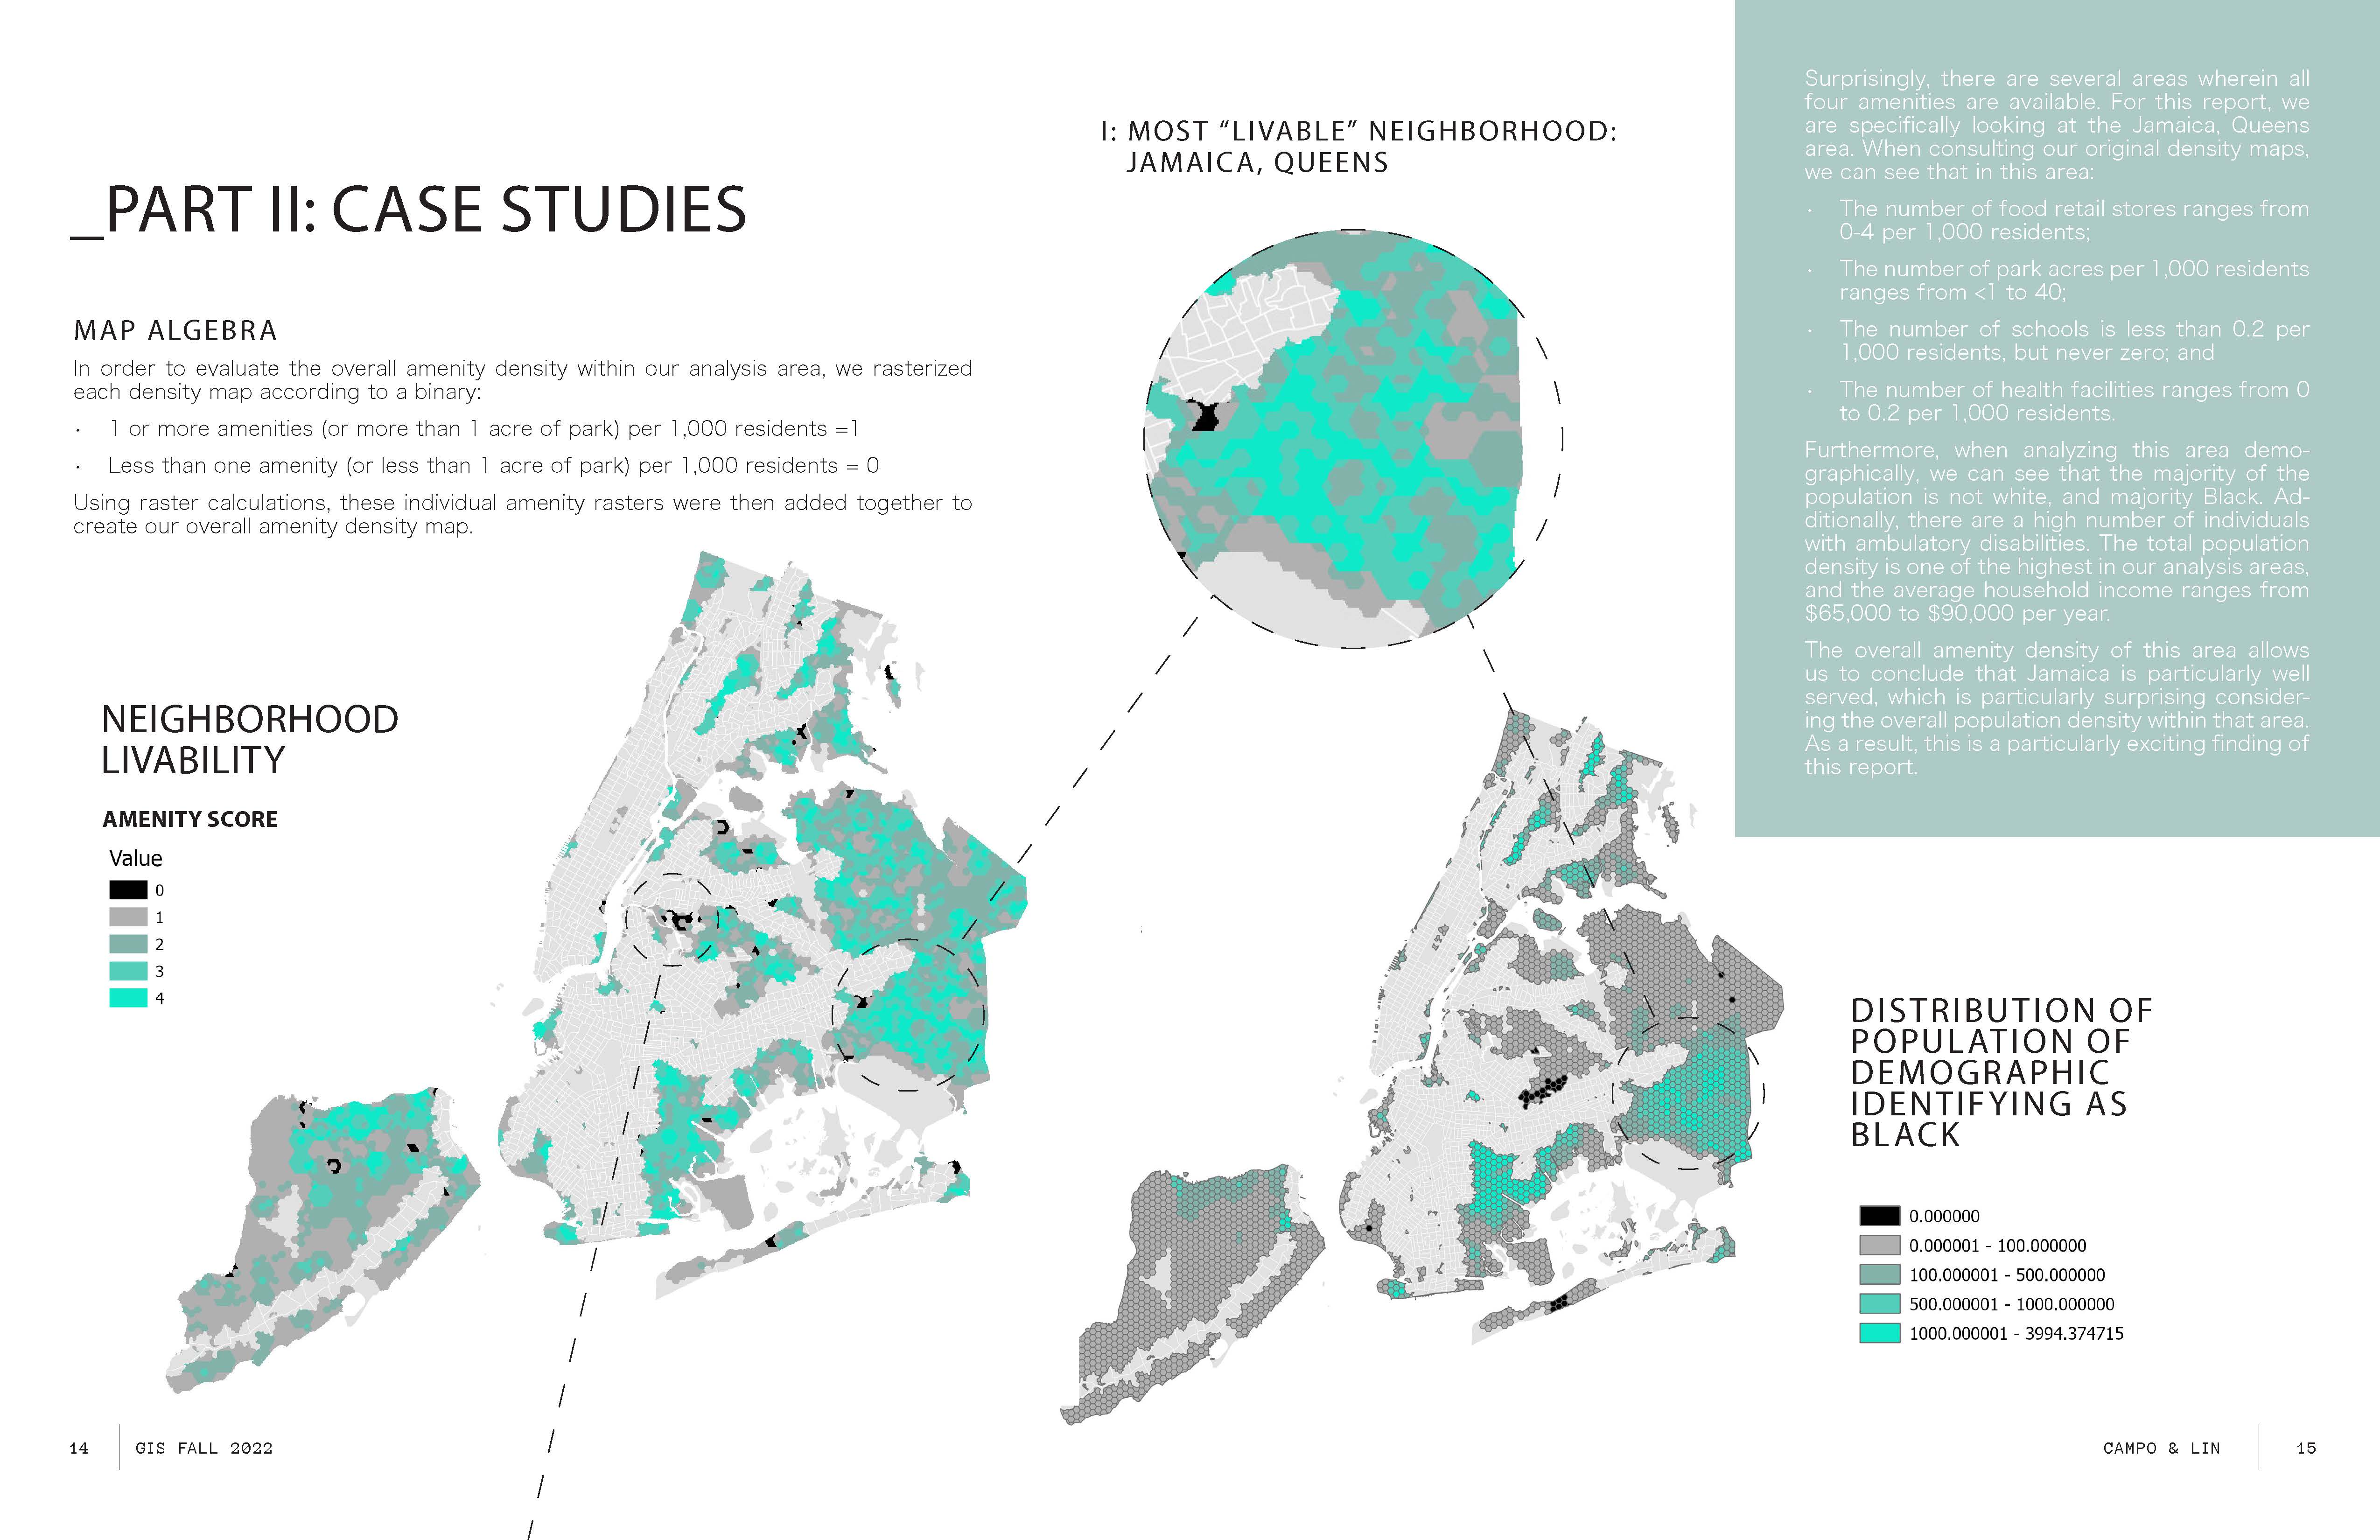 _PART II: CASE STUDIES
MAP ALGEBRA
In order to evaluate the overall amenity density within our analysis area, we rasterized
each density map according to a binary:
· 1 or more amenities (or more than 1 acre of park) per 1,000 residents =1
· Less than one amenity (or less than 1 acre of park) per 1,000 residents = 0
Using raster calculations, these individual amenity rasters were then added together to
create our overall amenity density map.
NEIGHBORHOOD
LIVABILITY
AMENITY SCORE
Value
0
1
2
3
4
14
GIS FALL 2022
I: MOST “LIVABLE” NEIGHBORHOOD:
JAMAICA, QUEENS
Surprisingly, there are several areas wherein all
four amenities are available. For this report, we
are specifically looking at the Jamaica, Queens
area. When consulting our original density maps,
we can see that in this area:
· The number of food retail stores ranges from
0-4 per 1,000 residents;
· The number of park acres per 1,000 residents
ranges from <1 to 40;
· The number of schools is less than 0.2 per
1,000 residents, but never zero; and
· The number of health facilities ranges from 0
to 0.2 per 1,000 residents.
Furthermore, when analyzing this area demo-
graphically, we can see that the majority of the
population is not white, and majority Black. Ad-
ditionally, there are a high number of individuals
with ambulatory disabilities. The total population
density is one of the highest in our analysis areas,
and the average household income ranges from
$65,000 to $90,000 per year.
The overall amenity density of this area allows
us to conclude that Jamaica is particularly well
served, which is particularly surprising consider-
ing the overall population density within that area.
As a result, this is a particularly exciting finding of
this report.
DISTRIBUTION OF
POPULATION OF
DEMOGRAPHIC
IDENTIFYING AS
BLACK
0.000000
0.000001 - 100.000000
100.000001 - 500.000000
500.000001 - 1000.000000
1000.000001 - 3994.374715
CAMPO & LIN
15